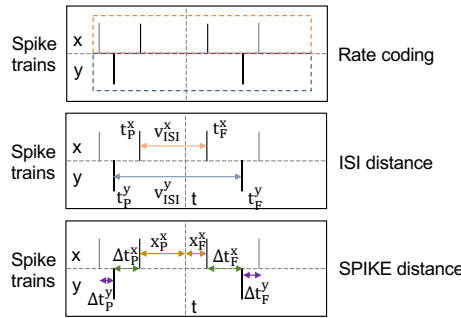 Spike
trains
x
y
Rate coding
Spike
trains
x
y
t_P^x
v_ISI^x
t_F^x
t_P^y
v_ISI^y
t
t_F^y
ISI distance
Spike
trains
x
y
Δt_P^x
x_P^x
x_F^x
Δt_F^x
Δt_P^y
t
Δt_F^y
SPIKE distance